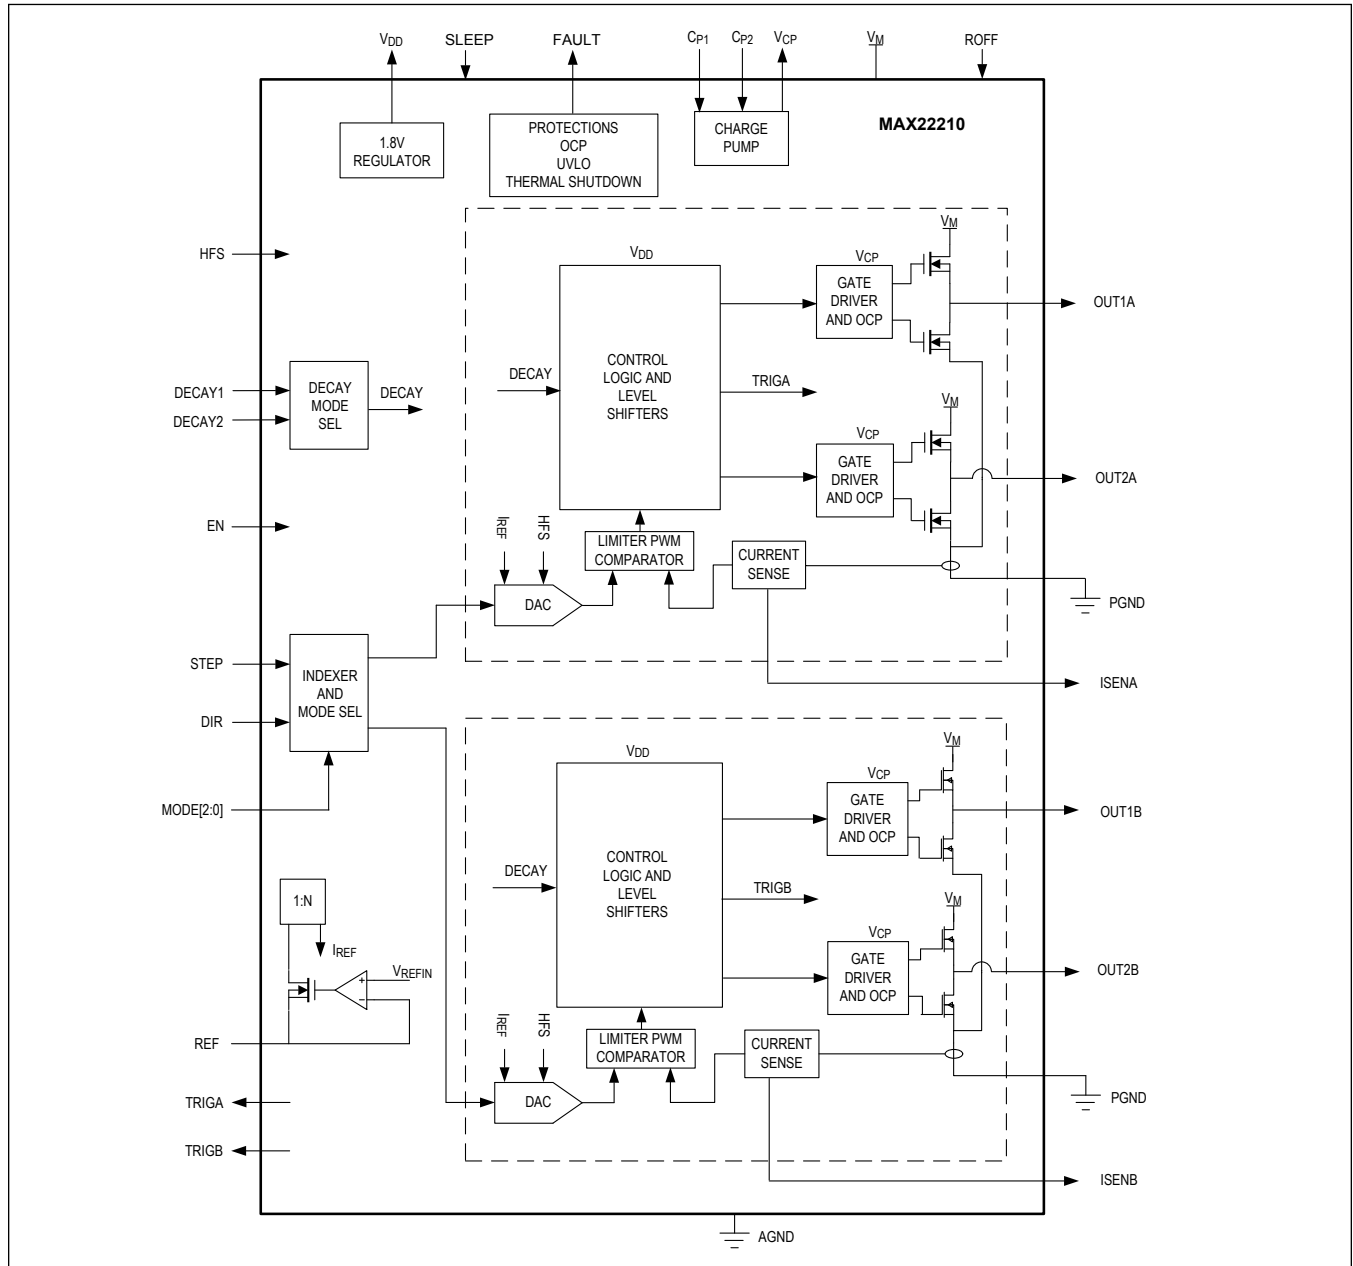 VDD
SLEEP
FAULT
CP1
CP2
VCP
VM
ROFF
MAX22210
1.8V
REGULATOR
PROTECTIONS
OCP
UVLO
THERMAL SHUTDOWN
CHARGE
PUMP
HFS
DECAY1
DECAY2
DECAY
MODE
SEL
DECAY
EN
STEP
DIR
INDEXER
AND
MODE SEL
MODE[2:0]
1:N
IREF
VREFIN
+
–
REF
TRIGA
TRIGB
VDD
DECAY
CONTROL
LOGIC AND
LEVEL
SHIFTERS
TRIGA
VCP
GATE
DRIVER
AND OCP
VM
OUT1A
VCP
GATE
DRIVER
AND OCP
VM
OUT2A
IREF
HFS
DAC
LIMITER PWM
COMPARATOR
CURRENT
SENSE
PGND
ISENA
VDD
DECAY
CONTROL
LOGIC AND
LEVEL
SHIFTERS
TRIGB
VCP
GATE
DRIVER
AND OCP
VM
OUT1B
VCP
GATE
DRIVER
AND OCP
VM
OUT2B
IREF
HFS
DAC
LIMITER PWM
COMPARATOR
CURRENT
SENSE
PGND
ISENB
AGND